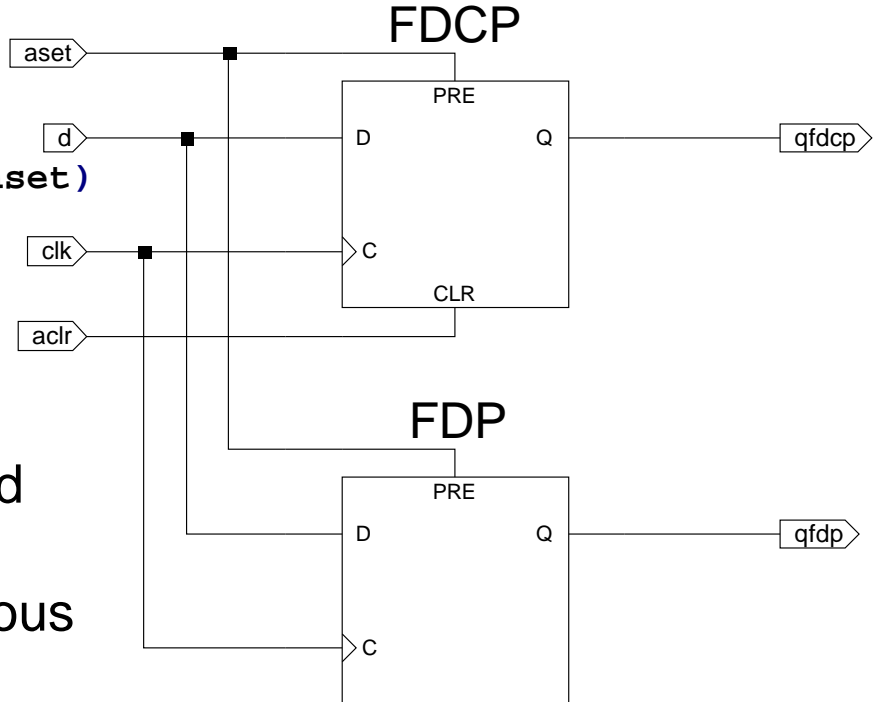 FDCP
aset
PRE
d
D
Q
qfdcp
set)
clk
C
CLR
aclr
FDP
PRE
D
Q
qfdp
C